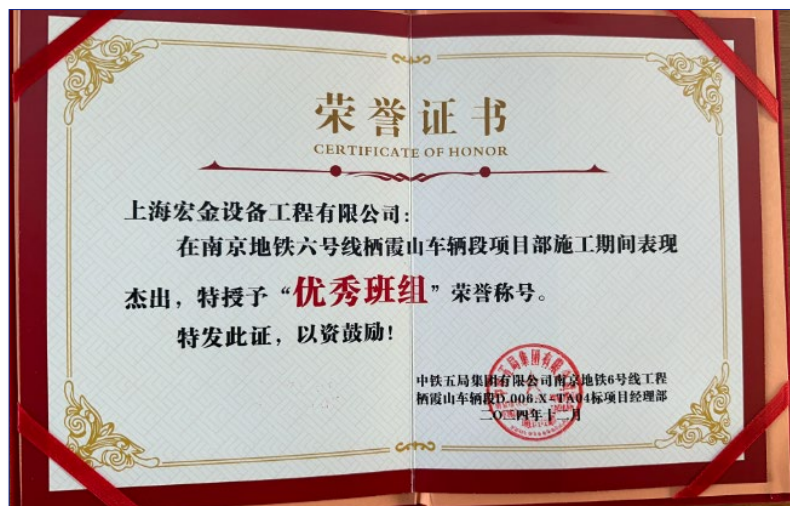 荣誉证书
CERTIFICATE OF HONOR
上海宏金设备工程有限公司:
在南京地铁六号线栖霞山车辆段项目部施工期间表现
杰出，特授予“优秀班组”荣誉称号。
特发此证，以资鼓励!
中铁五局集团有限公司南京地铁6号线工程
栖霞山车辆段D.006.X-TA04标项目经理部
二〇二四年十二月